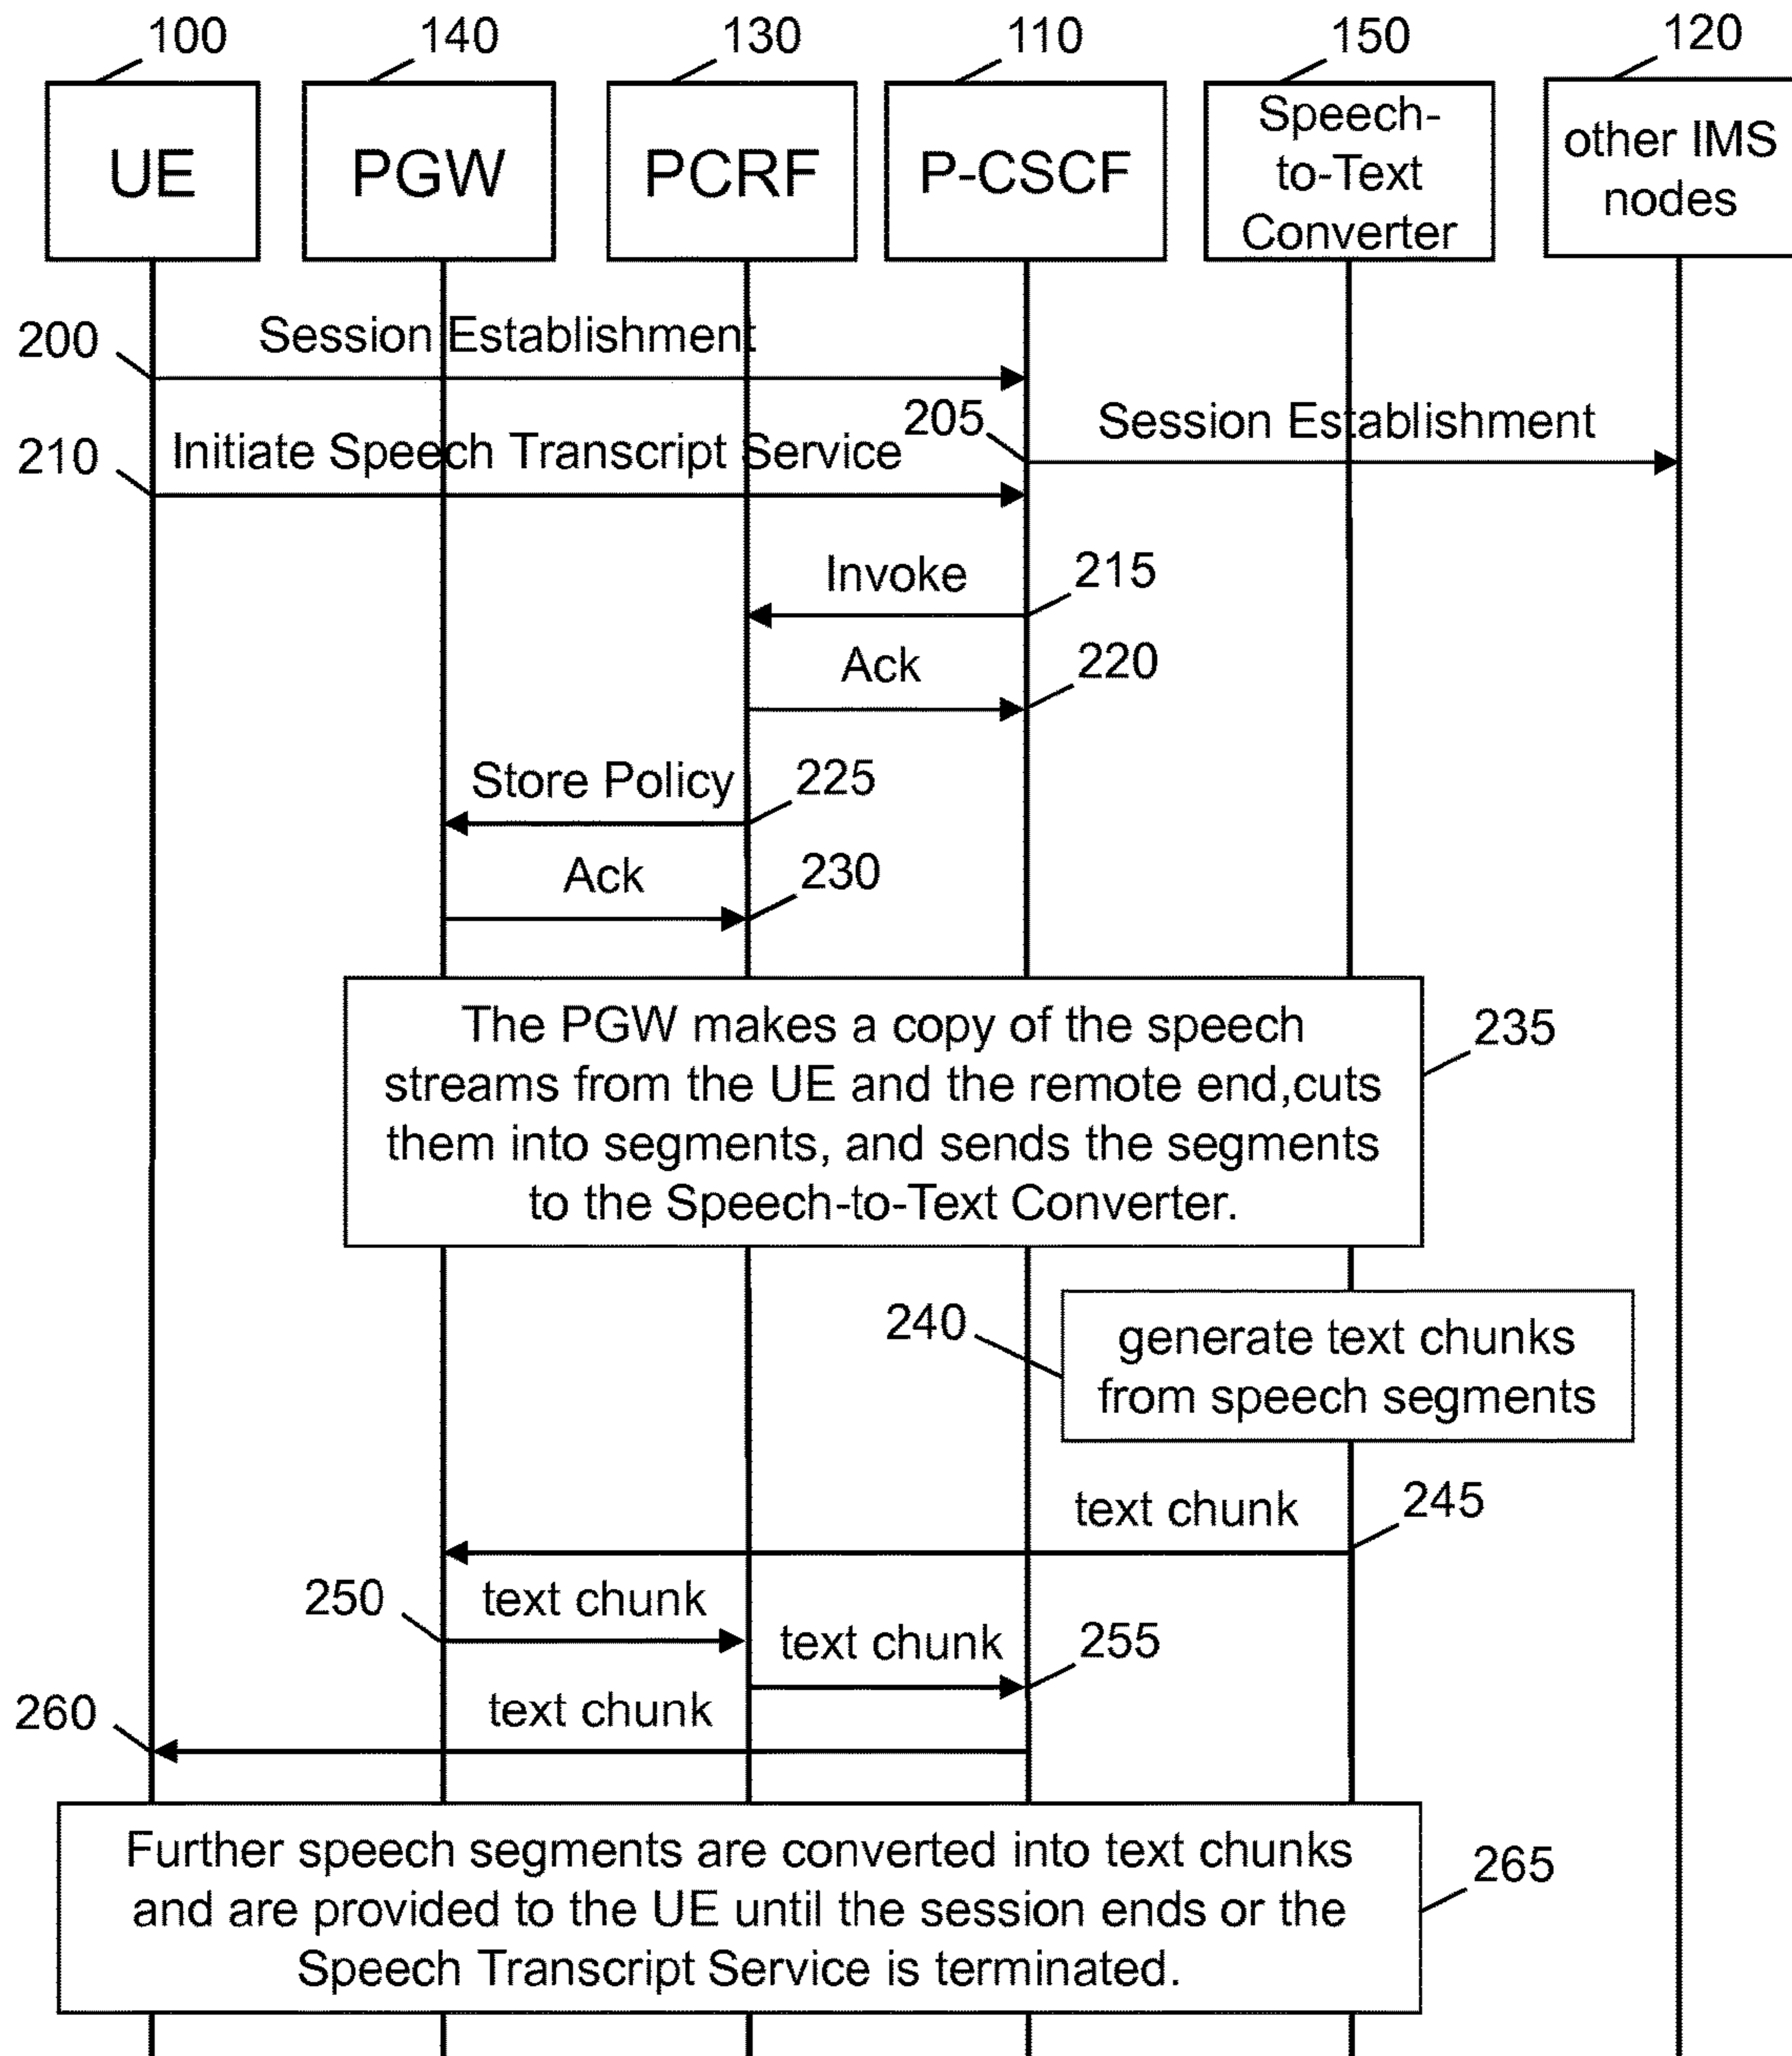 100
140
130
110
150
120
UE
PGW
PCRF
P-CSCF
Speech-
to-Text
Converter
other IMS
nodes
200
Session Establishment
205
Session Establishment
210
Initiate Speech Transcript Service
Invoke
215
Ack
220
Store Policy
225
Ack
230
The PGW makes a copy of the speech
streams from the UE and the remote end,cuts
them into segments, and sends the segments
to the Speech-to-Text Converter.
235
240
generate text chunks
from speech segments
text chunk
245
250
text chunk
text chunk
255
260
text chunk
Further speech segments are converted into text chunks
and are provided to the UE until the session ends or the
Speech Transcript Service is terminated.
265